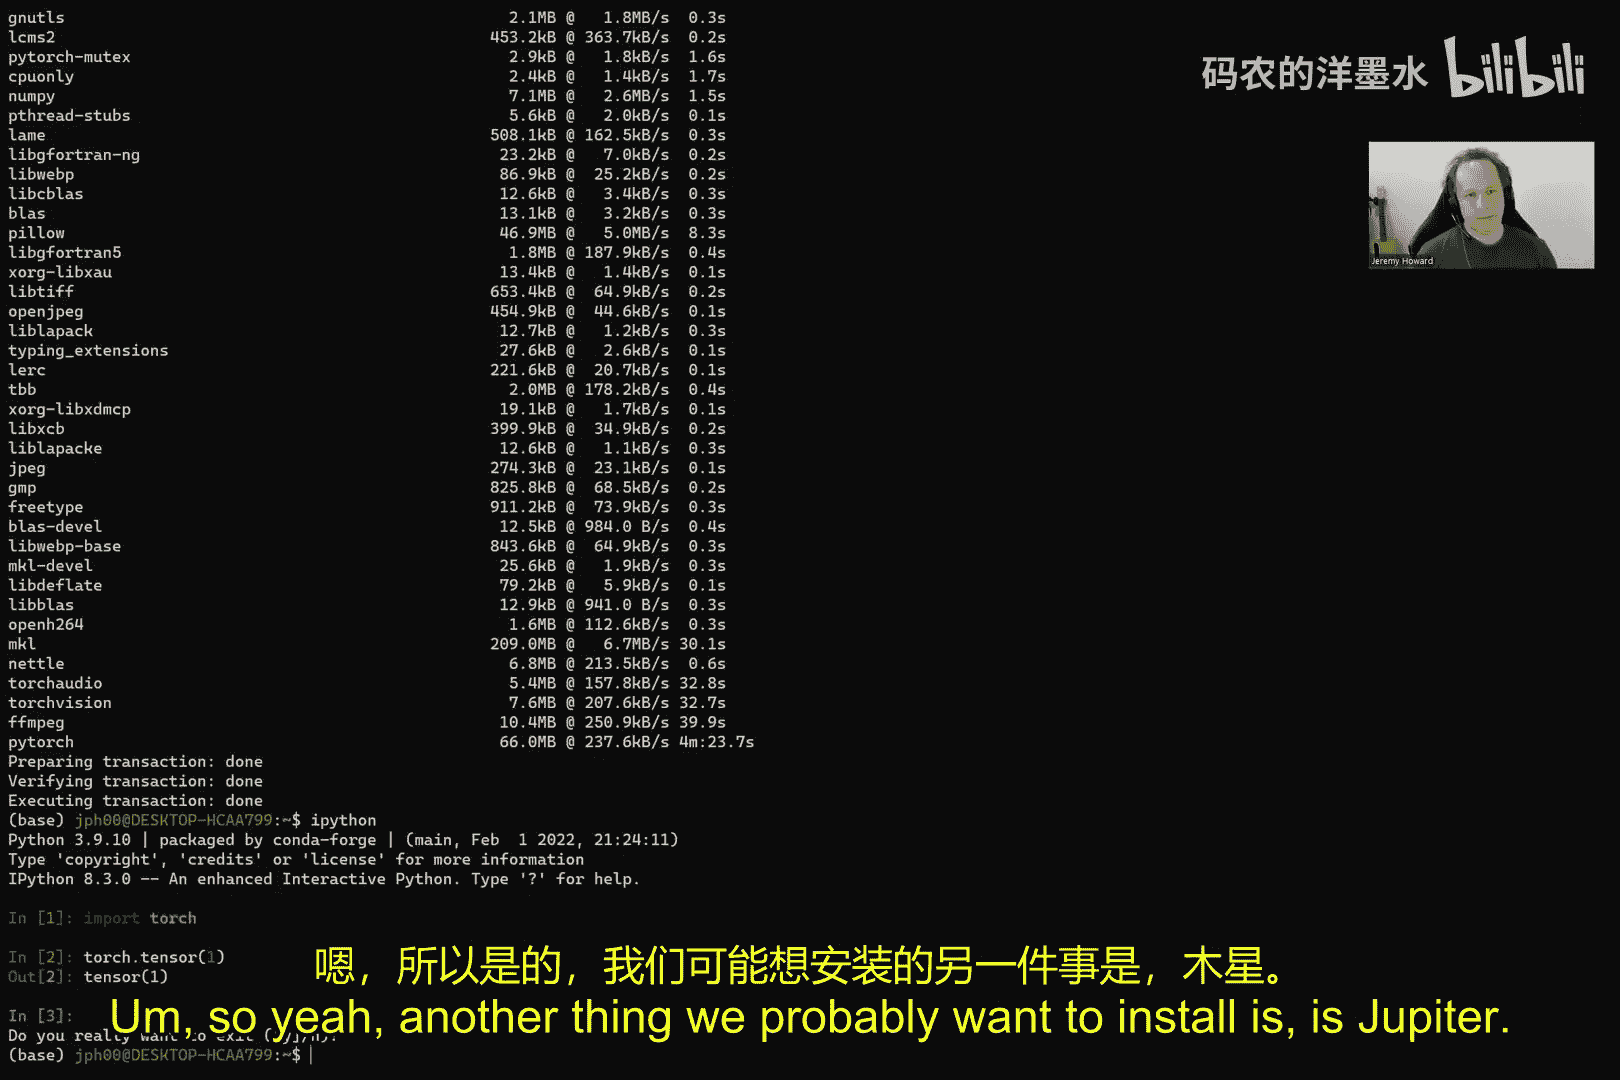 gnutls 2.1MB @ 1.8MB/s 0.3s
lcms2 453.2kB @ 363.7kB/s 0.2s
pytorch-mutex 2.9kB @ 1.8kB/s 1.6s
cpuonly 2.4kB @ 1.4kB/s 1.7s
numpy 7.1MB @ 2.6MB/s 1.5s
pthread-stubs 5.6kB @ 2.0kB/s 0.1s
lame 508.1kB @ 162.5kB/s 0.3s
libgfortran-ng 23.2kB @ 7.0kB/s 0.2s
libwebp 86.9kB @ 25.2kB/s 0.2s
libcblas 12.6kB @ 3.4kB/s 0.3s
blas 13.1kB @ 3.2kB/s 0.3s
pillow 46.9MB @ 5.0MB/s 8.3s
libgfortran5 1.8MB @ 187.9kB/s 0.4s
xorg-libxau 13.4kB @ 1.4kB/s 0.1s
libtiff 653.4kB @ 64.9kB/s 0.2s
openjpeg 454.9kB @ 44.6kB/s 0.1s
liblapack 12.7kB @ 1.2kB/s 0.3s
typing_extensions 27.6kB @ 2.6kB/s 0.1s
lerc 221.6kB @ 20.7kB/s 0.1s
tbb 2.0MB @ 178.2kB/s 0.4s
xorg-libxdmcp 19.1kB @ 1.7kB/s 0.1s
libxcb 399.9kB @ 34.9kB/s 0.2s
liblapacke 12.6kB @ 1.1kB/s 0.3s
jpeg 274.3kB @ 23.1kB/s 0.1s
gmp 825.8kB @ 68.5kB/s 0.2s
freetype 911.2kB @ 73.9kB/s 0.3s
blas-devel 12.5kB @ 984.0 B/s 0.4s
libwebp-base 843.6kB @ 64.9kB/s 0.3s
mkl-devel 25.6kB @ 1.9kB/s 0.3s
libdeflate 79.2kB @ 5.9kB/s 0.1s
libblas 12.9kB @ 941.0 B/s 0.3s
openh264 1.6MB @ 112.6kB/s 0.3s
mkl 209.0MB @ 6.7MB/s 30.1s
nettle 6.8MB @ 213.5kB/s 0.6s
torchaudio 5.4MB @ 157.8kB/s 32.8s
torchvision 7.6MB @ 207.6kB/s 32.7s
ffmpeg 10.4MB @ 250.9kB/s 39.9s
pytorch 66.0MB @ 237.6kB/s 4m:23.7s
Preparing transaction: done
Verifying transaction: done
Executing transaction: done
(base) jph00@DESKTOP-HCAA799:~$ ipython
Python 3.9.10 | packaged by conda-forge | (main, Feb  1 2022, 21:24:11)
Type 'copyright', 'credits' or 'license' for more information
IPython 8.3.0 -- An enhanced Interactive Python. Type '?' for help.
In [1]: import torch
In [2]: torch.tensor(1)
Out[2]: tensor(1)
In [3]:
Do you really want to exit ([y]/n)?
(base) jph00@DESKTOP-HCAA799:~$
码农的洋墨水 bilibili
Jeremy Howard
嗯，所以是的，我们可能想安装的另一件事是，木星。
Um, so yeah, another thing we probably want to install is, is Jupiter.